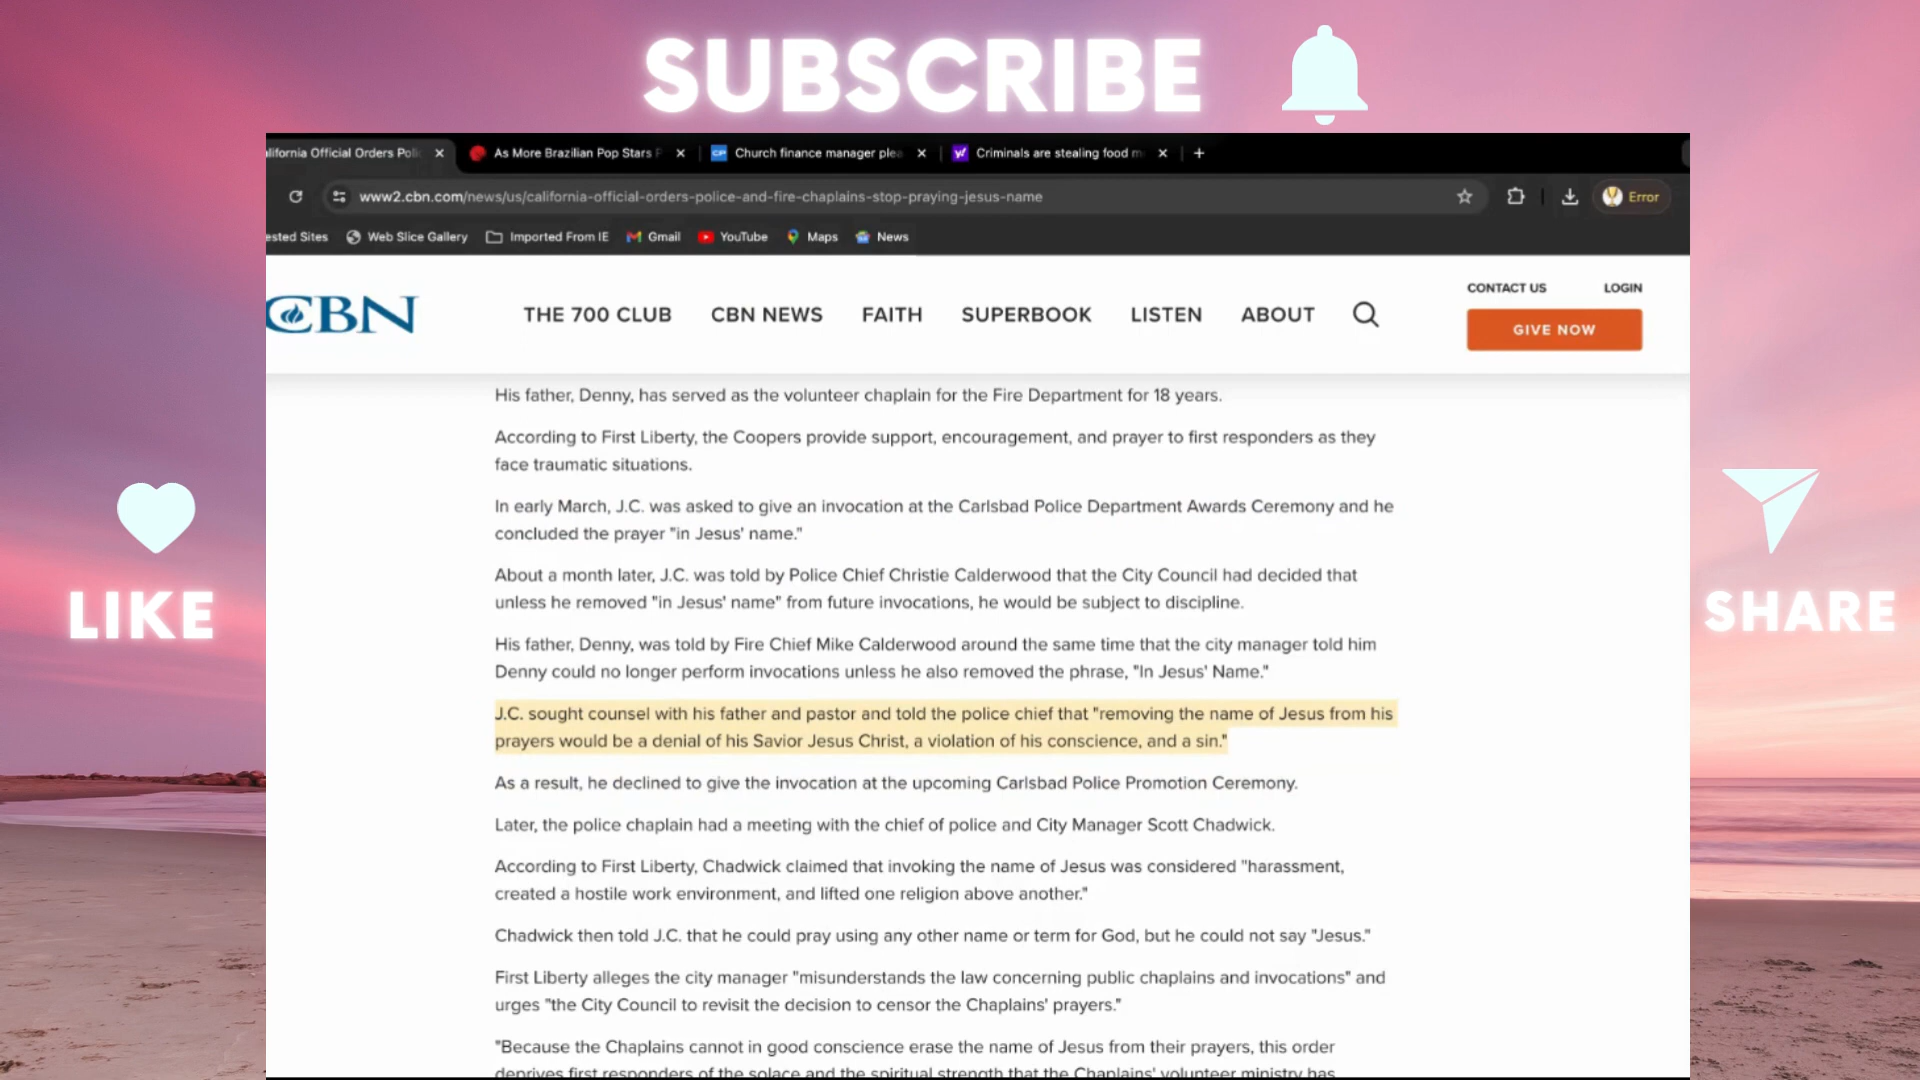 SUBSCRIBE
alifornia Official Orders Poli
As More Brazilian Pop Stars F
Church finance manager plea
Criminals are stealing food m
www2.cbn.com/news/us/california-official-orders-police-and-fire-chaplains-stop-praying-jesus-name
Error
ested Sites
Web Slice Gallery
Imported From IE
Gmail
YouTube
Maps
News
CONTACT US
LOGIN
CBN
THE 700 CLUB
CBN NEWS
FAITH
SUPERBOOK
LISTEN
ABOUT
GIVE NOW
His father, Denny, has served as the volunteer chaplain for the Fire Department for 18 years.
According to First Liberty, the Coopers provide support, encouragement, and prayer to first responders as they
face traumatic situations.
In early March, J.C. was asked to give an invocation at the Carlsbad Police Department Awards Ceremony and he
concluded the prayer "in Jesus' name."
About a month later, J.C. was told by Police Chief Christie Calderwood that the City Council had decided that
unless he removed "in Jesus' name" from future invocations, he would be subject to discipline.
His father, Denny, was told by Fire Chief Mike Calderwood around the same time that the city manager told him
Denny could no longer perform invocations unless he also removed the phrase, "In Jesus' Name."
J.C. sought counsel with his father and pastor and told the police chief that "removing the name of Jesus from his
prayers would be a denial of his Savior Jesus Christ, a violation of his conscience, and a sin."
As a result, he declined to give the invocation at the upcoming Carlsbad Police Promotion Ceremony.
Later, the police chaplain had a meeting with the chief of police and City Manager Scott Chadwick.
According to First Liberty, Chadwick claimed that invoking the name of Jesus was considered "harassment,
created a hostile work environment, and lifted one religion above another."
Chadwick then told J.C. that he could pray using any other name or term for God, but he could not say "Jesus."
First Liberty alleges the city manager "misunderstands the law concerning public chaplains and invocations" and
urges "the City Council to revisit the decision to censor the Chaplains' prayers."
"Because the Chaplains cannot in good conscience erase the name of Jesus from their prayers, this order
deprives first responders of the solace and the spiritual strength that the Chaplains' volunteer ministry has
LIKE
SHARE